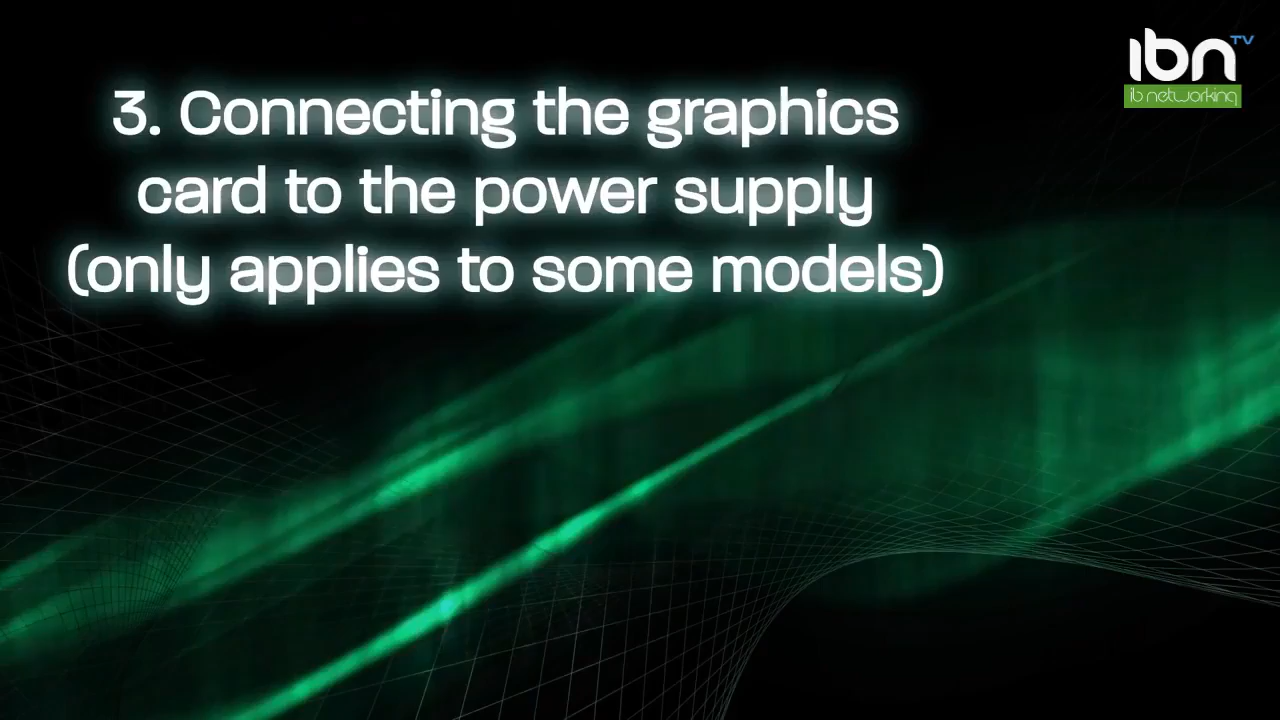 3. Connecting the graphics
card to the power supply
(only applies to some models)
ibn TV
ib networking